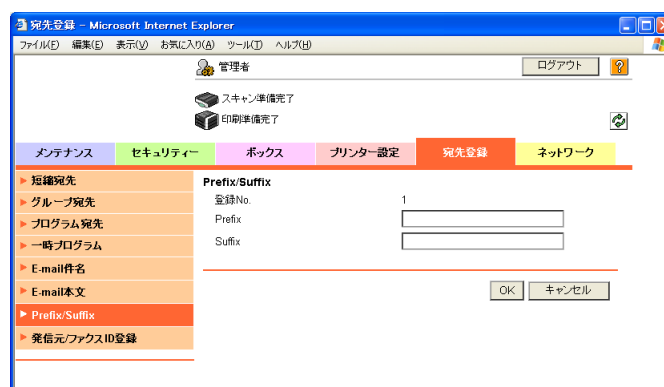 宛先登録 - Microsoft Internet Explorer
ファイル(F) 編集(E) 表示(V) お気に入り(A) ツール(T) ヘルプ(H)
管理者 ログアウト ?
スキャン準備完了
印刷準備完了
メンテナンス セキュリティー ボックス プリンター設定 宛先登録 ネットワーク
短縮宛先
グループ宛先
プログラム宛先
一時プログラム
E-mail件名
E-mail本文
Prefix/Suffix
発信元/ファクスID登録
Prefix/Suffix
登録No. 1
Prefix
Suffix
OK キャンセル